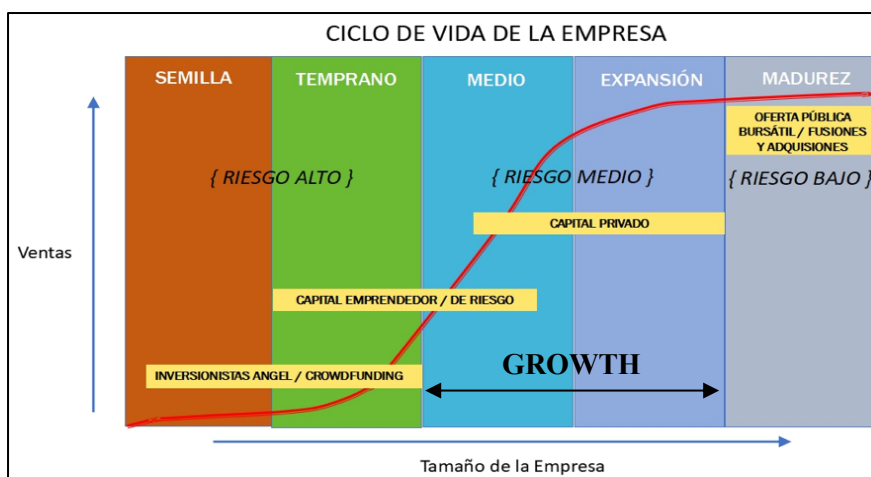 CICLO DE VIDA DE LA EMPRESA
SEMILLA
TEMPRANO
MEDIO
EXPANSIÓN
MADUREZ
OFERTA PÚBLICA
BURSÁTIL / FUSIONES
Y ADQUISIONES
{ RIESGO ALTO }
{ RIESGO MEDIO }
{ RIESGO BAJO }
CAPITAL PRIVADO
Ventas
CAPITAL EMPRENDEDOR / DE RIESGO
GROWTH
INVERSIONISTAS ANGEL / CROWDFUNDING
Tamaño de la Empresa